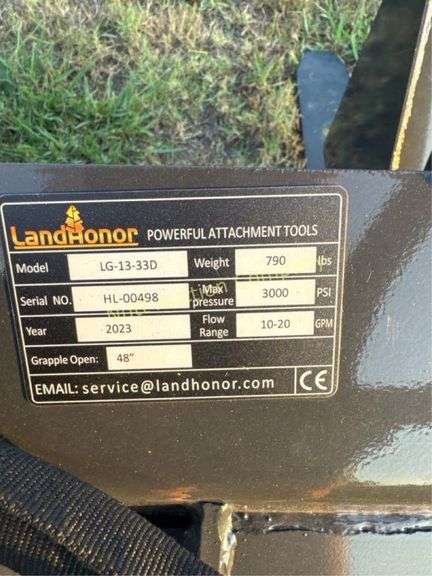 LandHonor POWERFUL ATTACHMENT TOOLS
Model LG-13-33D Weight 790 lbs
Serial NO. HL-00498 Max pressure 3000 PSI
Year 2023 Flow Range 10-20 GPM
Grapple Open: 48"
EMAIL: service@landhonor.com CE